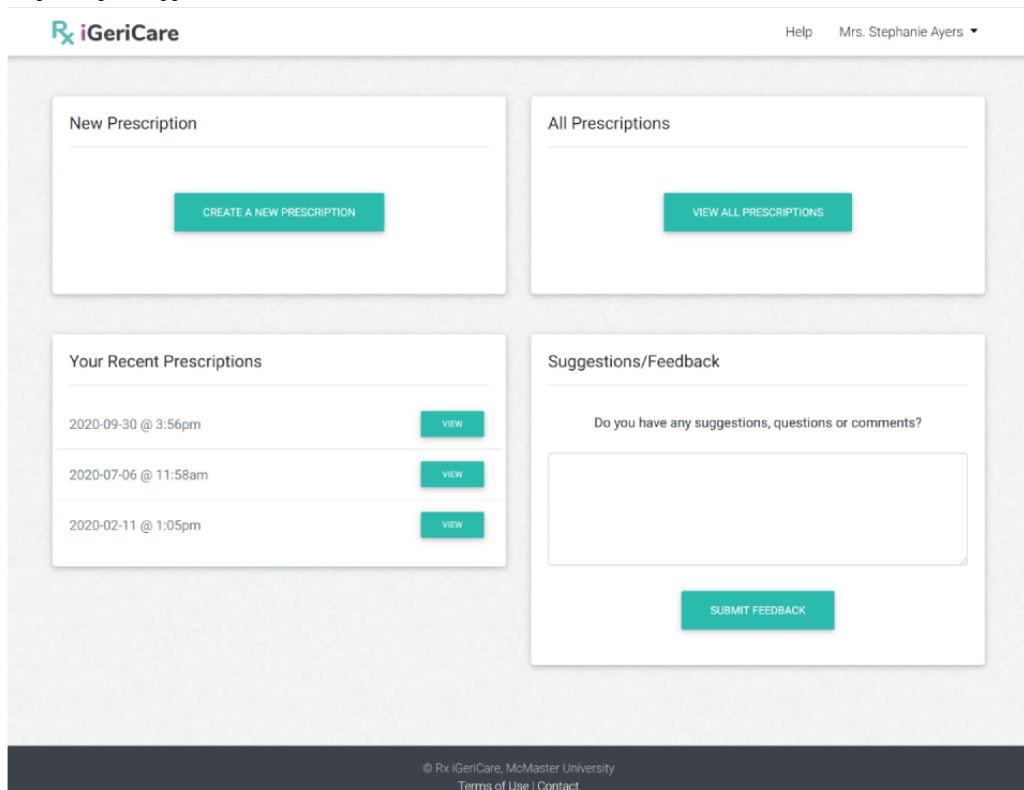 Rx iGeriCare
Help Mrs. Stephanie Ayers
New Prescription
CREATE A NEW PRESCRIPTION
All Prescriptions
VIEW ALL PRESCRIPTIONS
Your Recent Prescriptions
2020-09-30 @ 3:56pm VIEW
2020-07-06 @ 11:58am VIEW
2020-02-11 @ 1:05pm VIEW
Suggestions/Feedback
Do you have any suggestions, questions or comments?
SUBMIT FEEDBACK
© Rx iGeriCare, McMaster University
Terms of Use | Contact